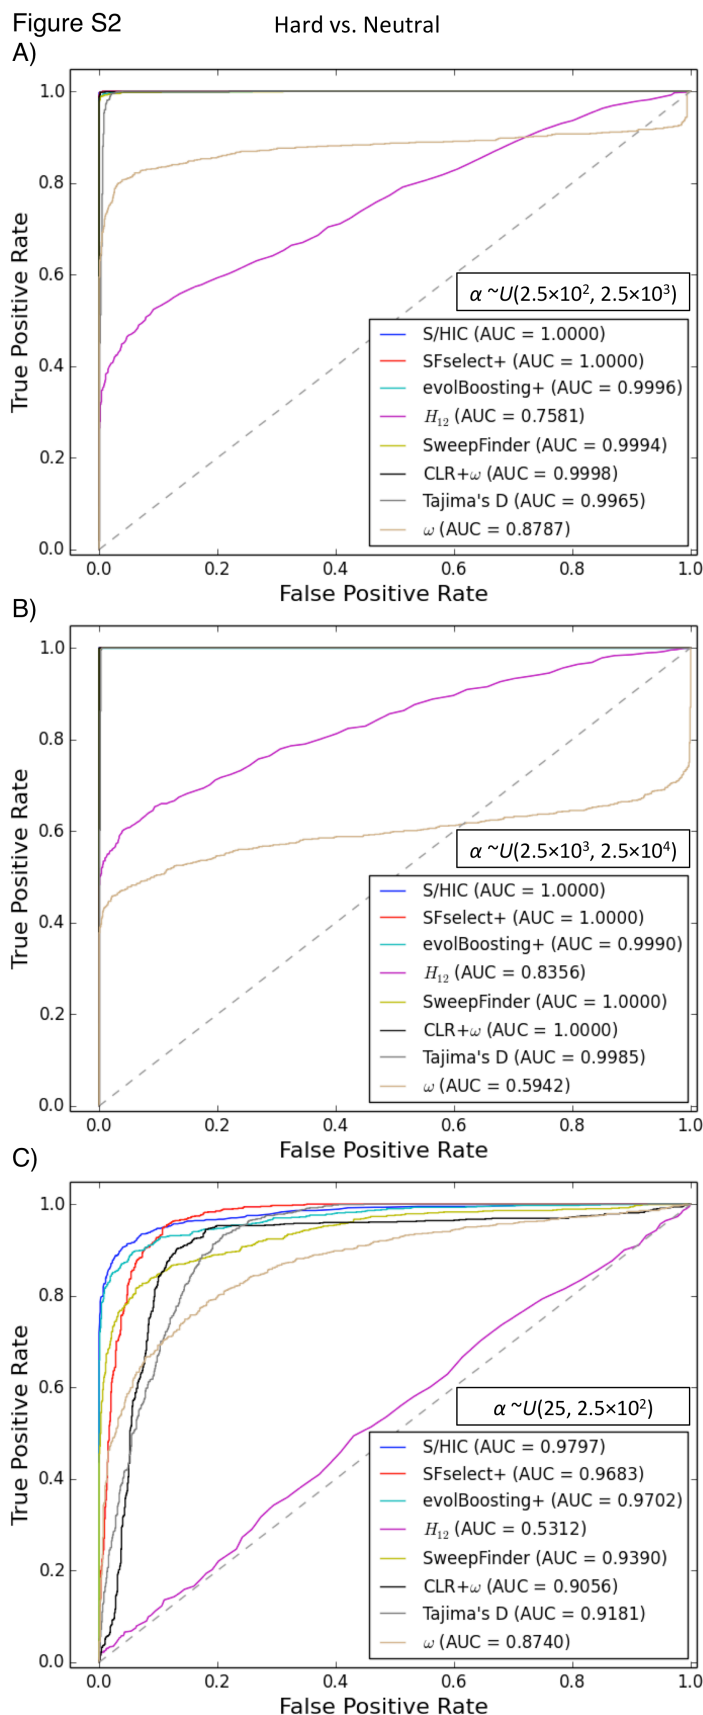 Figure S2
Hard vs. Neutral
A)
1.0
0.8
0.6
0.4
0.2
0.0
True Positive Rate
α ~U(2.5×10², 2.5×10³)
S/HIC (AUC = 1.0000)
SFselect+ (AUC = 1.0000)
evolBoosting+ (AUC = 0.9996)
H₁₂ (AUC = 0.7581)
SweepFinder (AUC = 0.9994)
CLR+ω (AUC = 0.9998)
Tajima's D (AUC = 0.9965)
ω (AUC = 0.8787)
0.0 0.2 0.4 0.6 0.8 1.0
False Positive Rate
B)
1.0
0.8
0.6
0.4
0.2
0.0
True Positive Rate
α ~U(2.5×10³, 2.5×10⁴)
S/HIC (AUC = 1.0000)
SFselect+ (AUC = 1.0000)
evolBoosting+ (AUC = 0.9990)
H₁₂ (AUC = 0.8356)
SweepFinder (AUC = 1.0000)
CLR+ω (AUC = 1.0000)
Tajima's D (AUC = 0.9985)
ω (AUC = 0.5942)
0.0 0.2 0.4 0.6 0.8 1.0
False Positive Rate
C)
1.0
0.8
0.6
0.4
0.2
0.0
True Positive Rate
α ~U(25, 2.5×10²)
S/HIC (AUC = 0.9797)
SFselect+ (AUC = 0.9683)
evolBoosting+ (AUC = 0.9702)
H₁₂ (AUC = 0.5312)
SweepFinder (AUC = 0.9390)
CLR+ω (AUC = 0.9056)
Tajima's D (AUC = 0.9181)
ω (AUC = 0.8740)
0.0 0.2 0.4 0.6 0.8 1.0
False Positive Rate